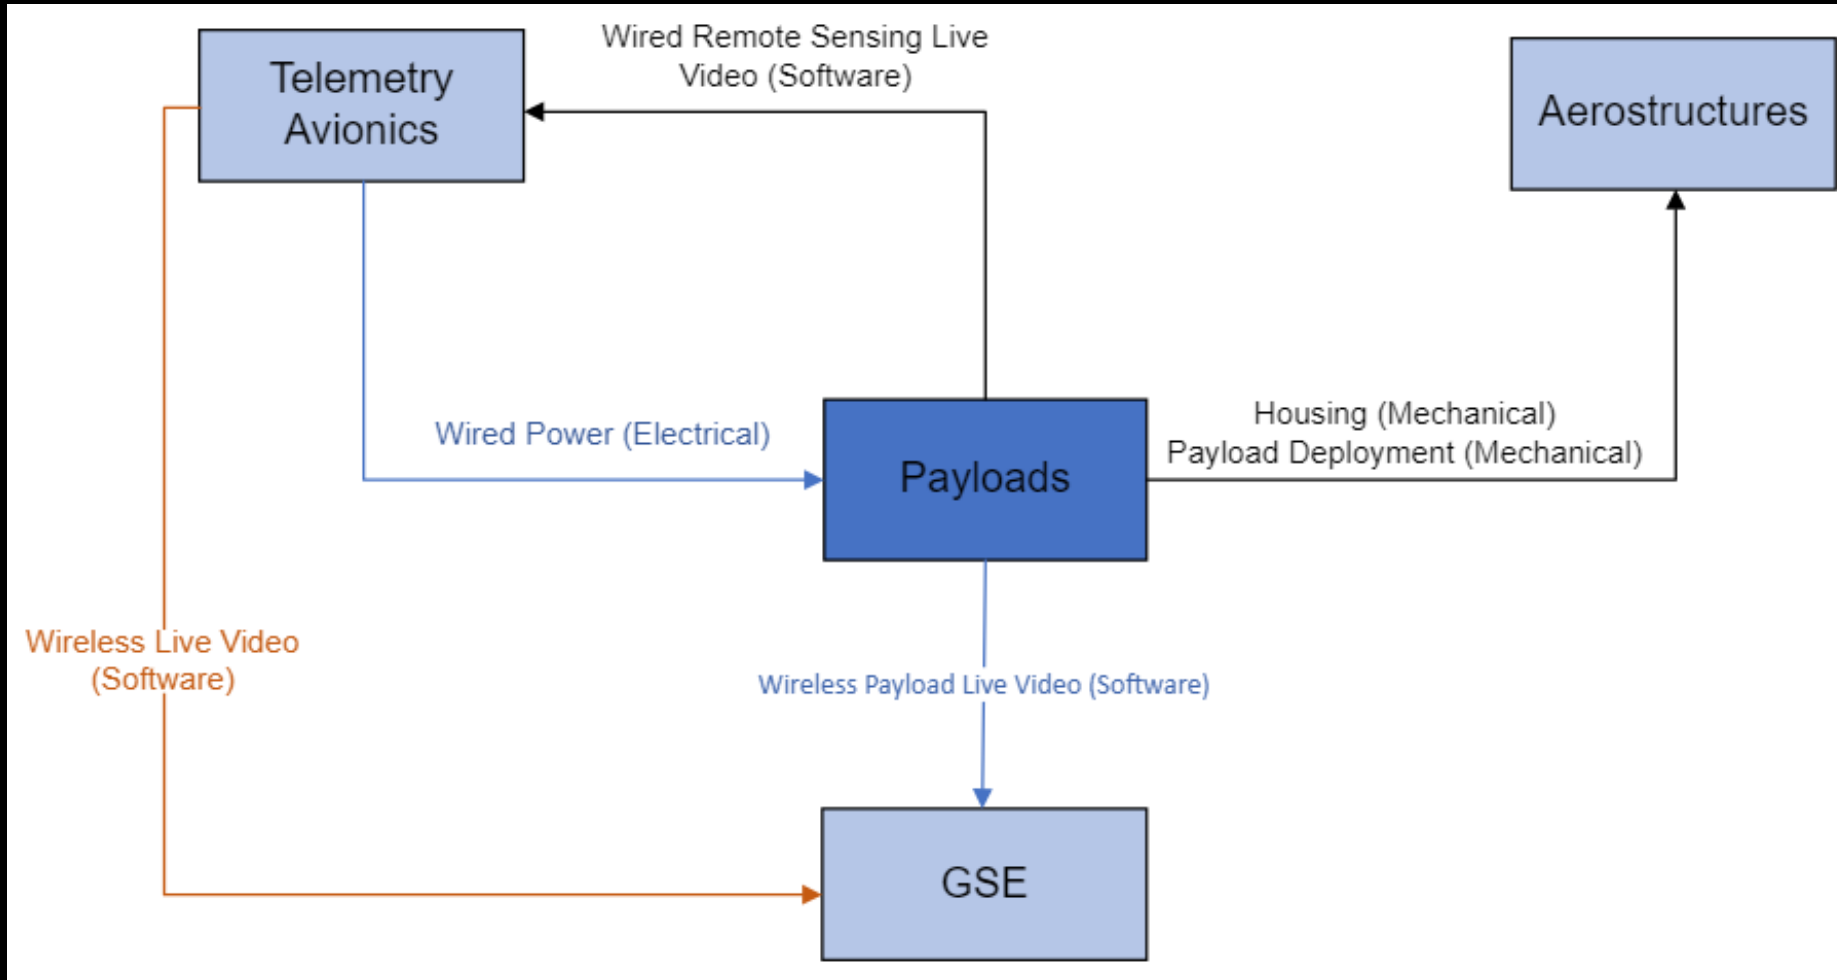 Wired Remote Sensing Live
Video (Software)
Telemetry
Avionics
Aerostructures
Wired Power (Electrical)
Housing (Mechanical)
Payload Deployment (Mechanical)
Payloads
Wireless Live Video
(Software)
Wireless Payload Live Video (Software)
GSE